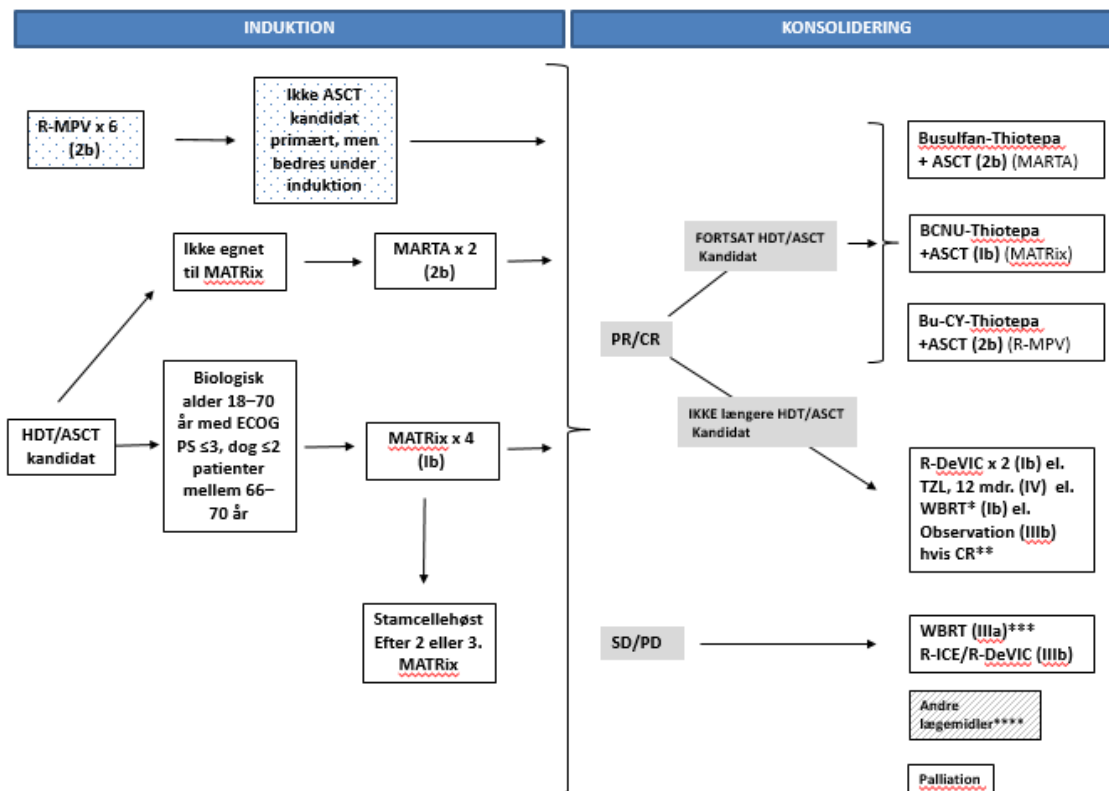 INDUKTION
KONSOLIDERING
R-MPV x 6
(2b)
Ikke ASCT
kandidat
primært, men
bedres under
induktion
Ikke egnet
til MATRix
MARTA x 2
(2b)
HDT/ASCT
kandidat
Biologisk
alder 18–70
år med ECOG
PS ≤3, dog ≤2
patienter
mellem 66–
70 år
MATRix x 4
(Ib)
Stamcellehøst
Efter 2 eller 3.
MATRix
PR/CR
FORTSAT HDT/ASCT
Kandidat
IKKE længere HDT/ASCT
Kandidat
Busulfan-Thiotepa
+ ASCT (2b) (MARTA)
BCNU-Thiotepa
+ASCT (Ib) (MATRix)
Bu-CY-Thiotepa
+ASCT (2b) (R-MPV)
R-DeVIC x 2 (Ib) el.
TZL, 12 mdr. (IV) el.
WBRT* (Ib) el.
Observation (IIIb)
hvis CR**
SD/PD
WBRT (IIIa)***
R-ICE/R-DeVIC (IIIb)
Andre
lægemidler****
Palliation